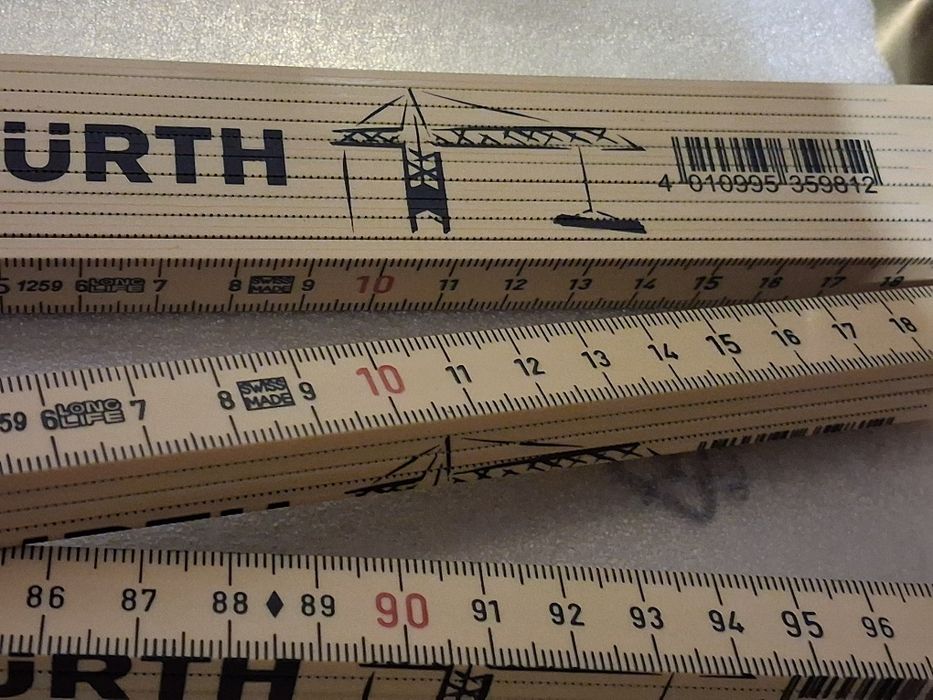 ÜRTH
4 010995 359812
5 1259 6 LONG LIFE 7 8 SWISS MADE 9 10 11 12 13 14 15 16 17 18
59 6 LONG LIFE 7 8 SWISS MADE 9 10 11 12 13 14 15 16 17 18
86 87 88 89 90 91 92 93 94 95 96
ÜRTH